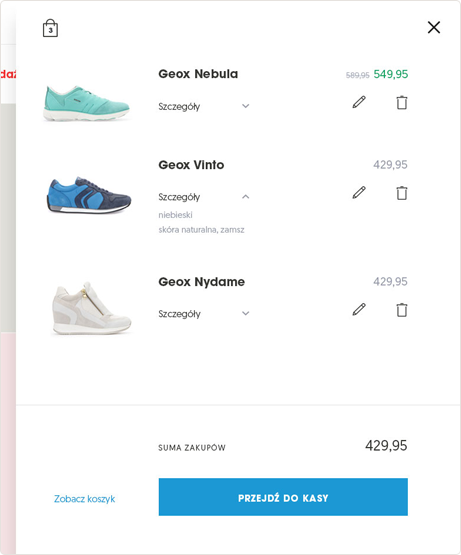 3
daż
Geox Nebula
589,95 549,95
Szczegóły
Geox Vinto
429,95
Szczegóły
niebieski
skóra naturalna, zamsz
Geox Nydame
429,95
Szczegóły
SUMA ZAKUPÓW
429,95
Zobacz koszyk
PRZEJDŹ DO KASY